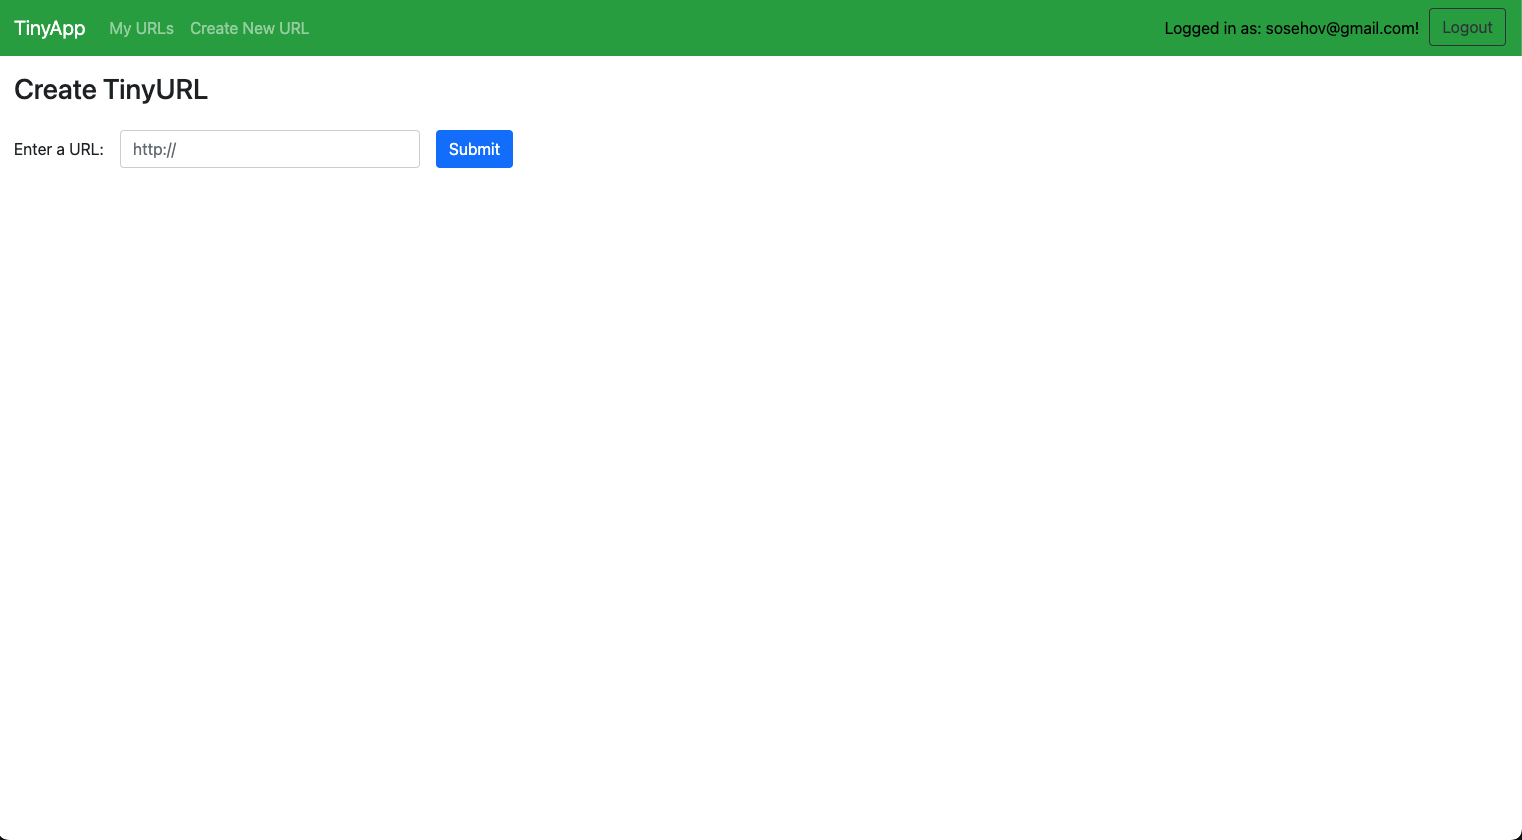 TinyApp My URLs Create New URL Logged in as: sosehov@gmail.com! Logout
Create TinyURL
Enter a URL: http:// Submit